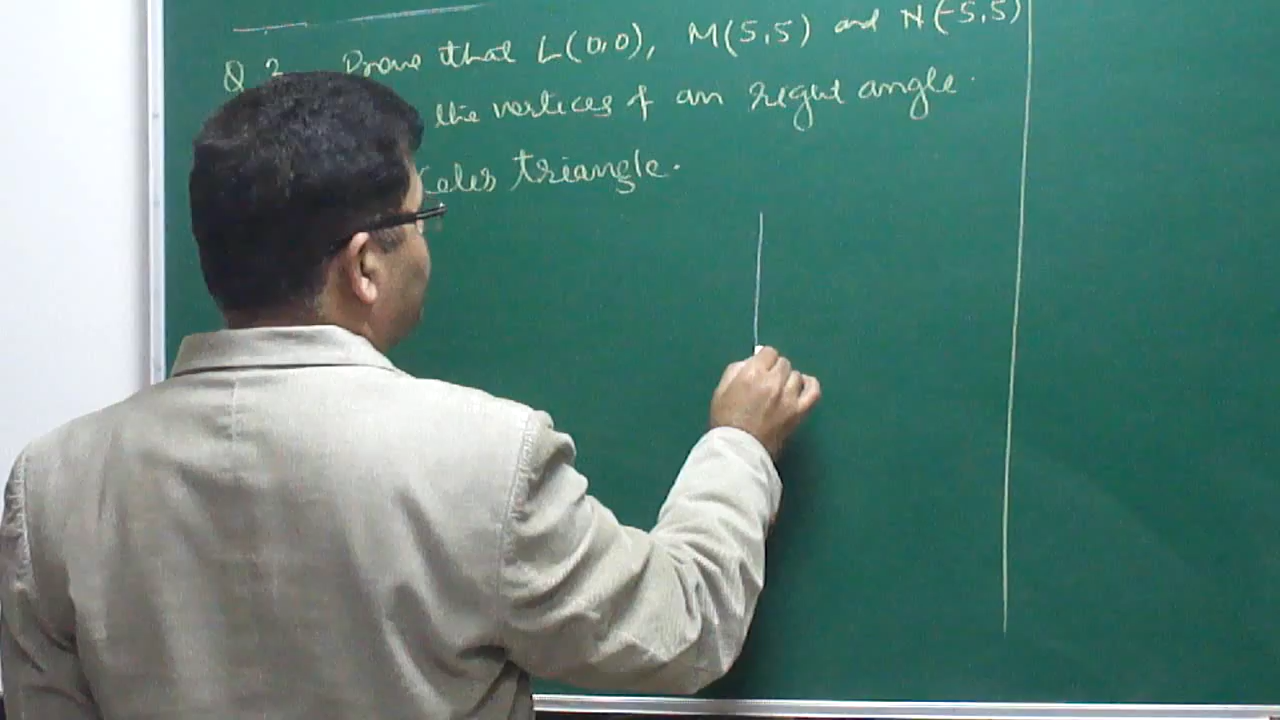 Q 2 Prove that L(0,0), M(5,5) and N(-5,5)
the vertices of an right angle.
celes triangle.